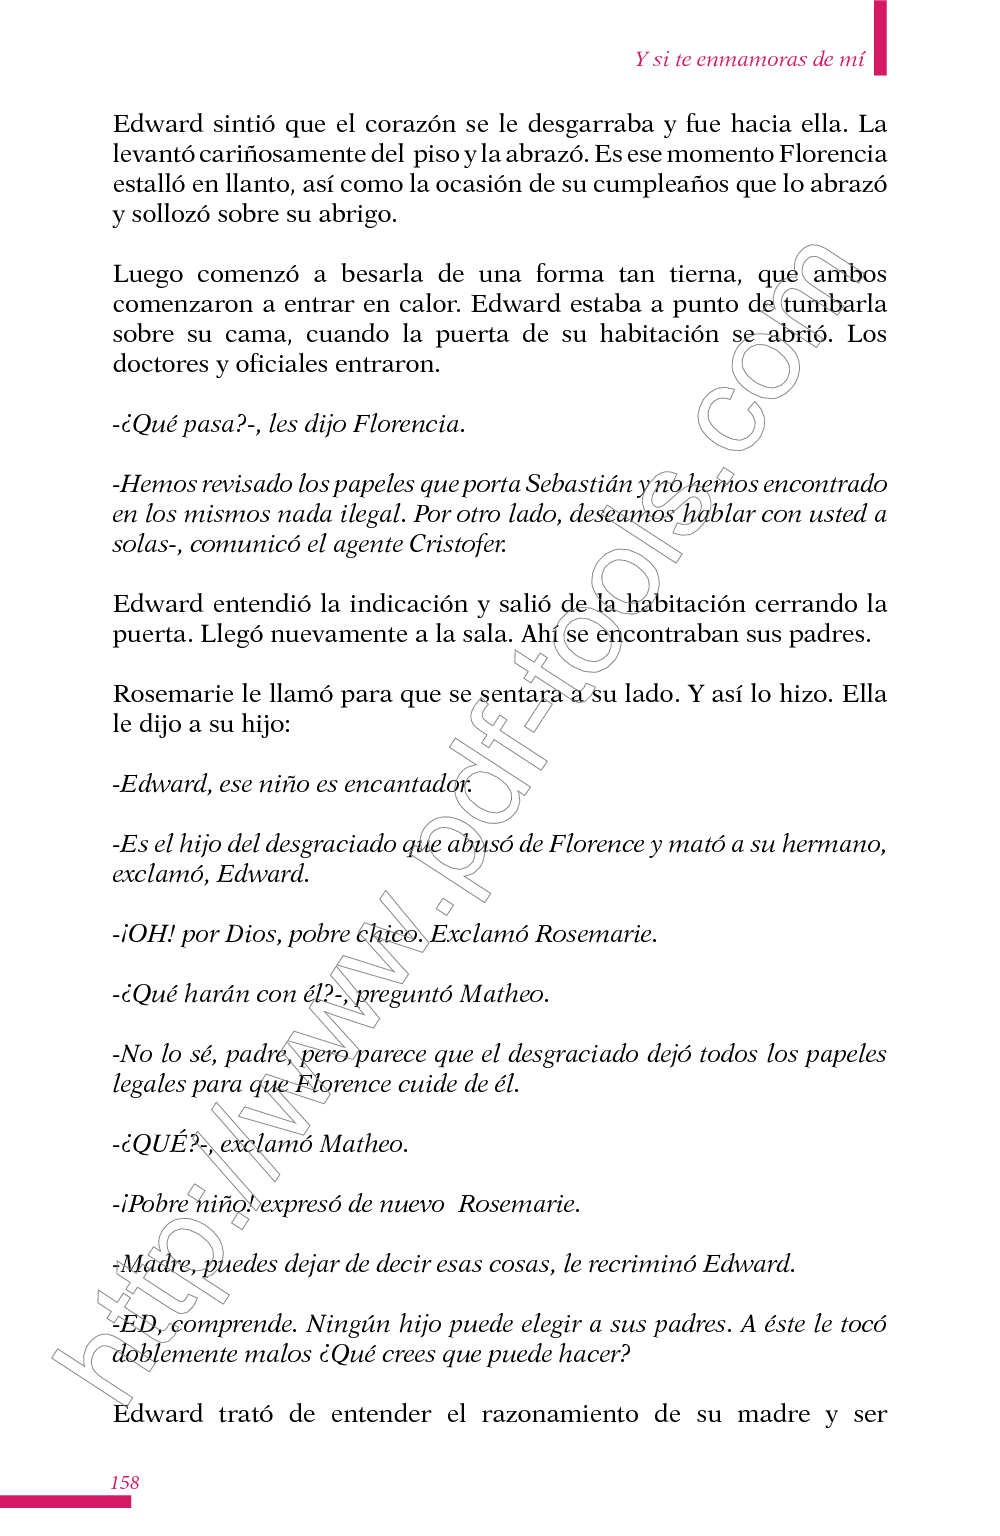 Y si te enmamoras de mí
Edward sintió que el corazón se le desgarraba y fue hacia ella. La
levantó cariñosamente del piso y la abrazó. Es ese momento Florencia
estalló en llanto, así como la ocasión de su cumpleaños que lo abrazó
y sollozó sobre su abrigo.
Luego comenzó a besarla de una forma tan tierna, que ambos
comenzaron a entrar en calor. Edward estaba a punto de tumbarla
sobre su cama, cuando la puerta de su habitación se abrió. Los
doctores y oficiales entraron.
-¿Qué pasa?-, les dijo Florencia.
-Hemos revisado los papeles que porta Sebastián y no hemos encontrado
en los mismos nada ilegal. Por otro lado, deseamos hablar con usted a
solas-, comunicó el agente Cristofer.
Edward entendió la indicación y salió de la habitación cerrando la
puerta. Llegó nuevamente a la sala. Ahí se encontraban sus padres.
Rosemarie le llamó para que se sentara a su lado. Y así lo hizo. Ella
le dijo a su hijo:
-Edward, ese niño es encantador.
-Es el hijo del desgraciado que abusó de Florence y mató a su hermano,
exclamó, Edward.
-¡OH! por Dios, pobre chico. Exclamó Rosemarie.
-¿Qué harán con él?-, preguntó Matheo.
-No lo sé, padre, pero parece que el desgraciado dejó todos los papeles
legales para que Florence cuide de él.
-¿QUÉ?-, exclamó Matheo.
-¡Pobre niño! expresó de nuevo  Rosemarie.
-Madre, puedes dejar de decir esas cosas, le recriminó Edward.
-ED, comprende. Ningún hijo puede elegir a sus padres. A éste le tocó
doblemente malos ¿Qué crees que puede hacer?
Edward trató de entender el razonamiento de su madre y ser
158
http://www.pdf-tools.com